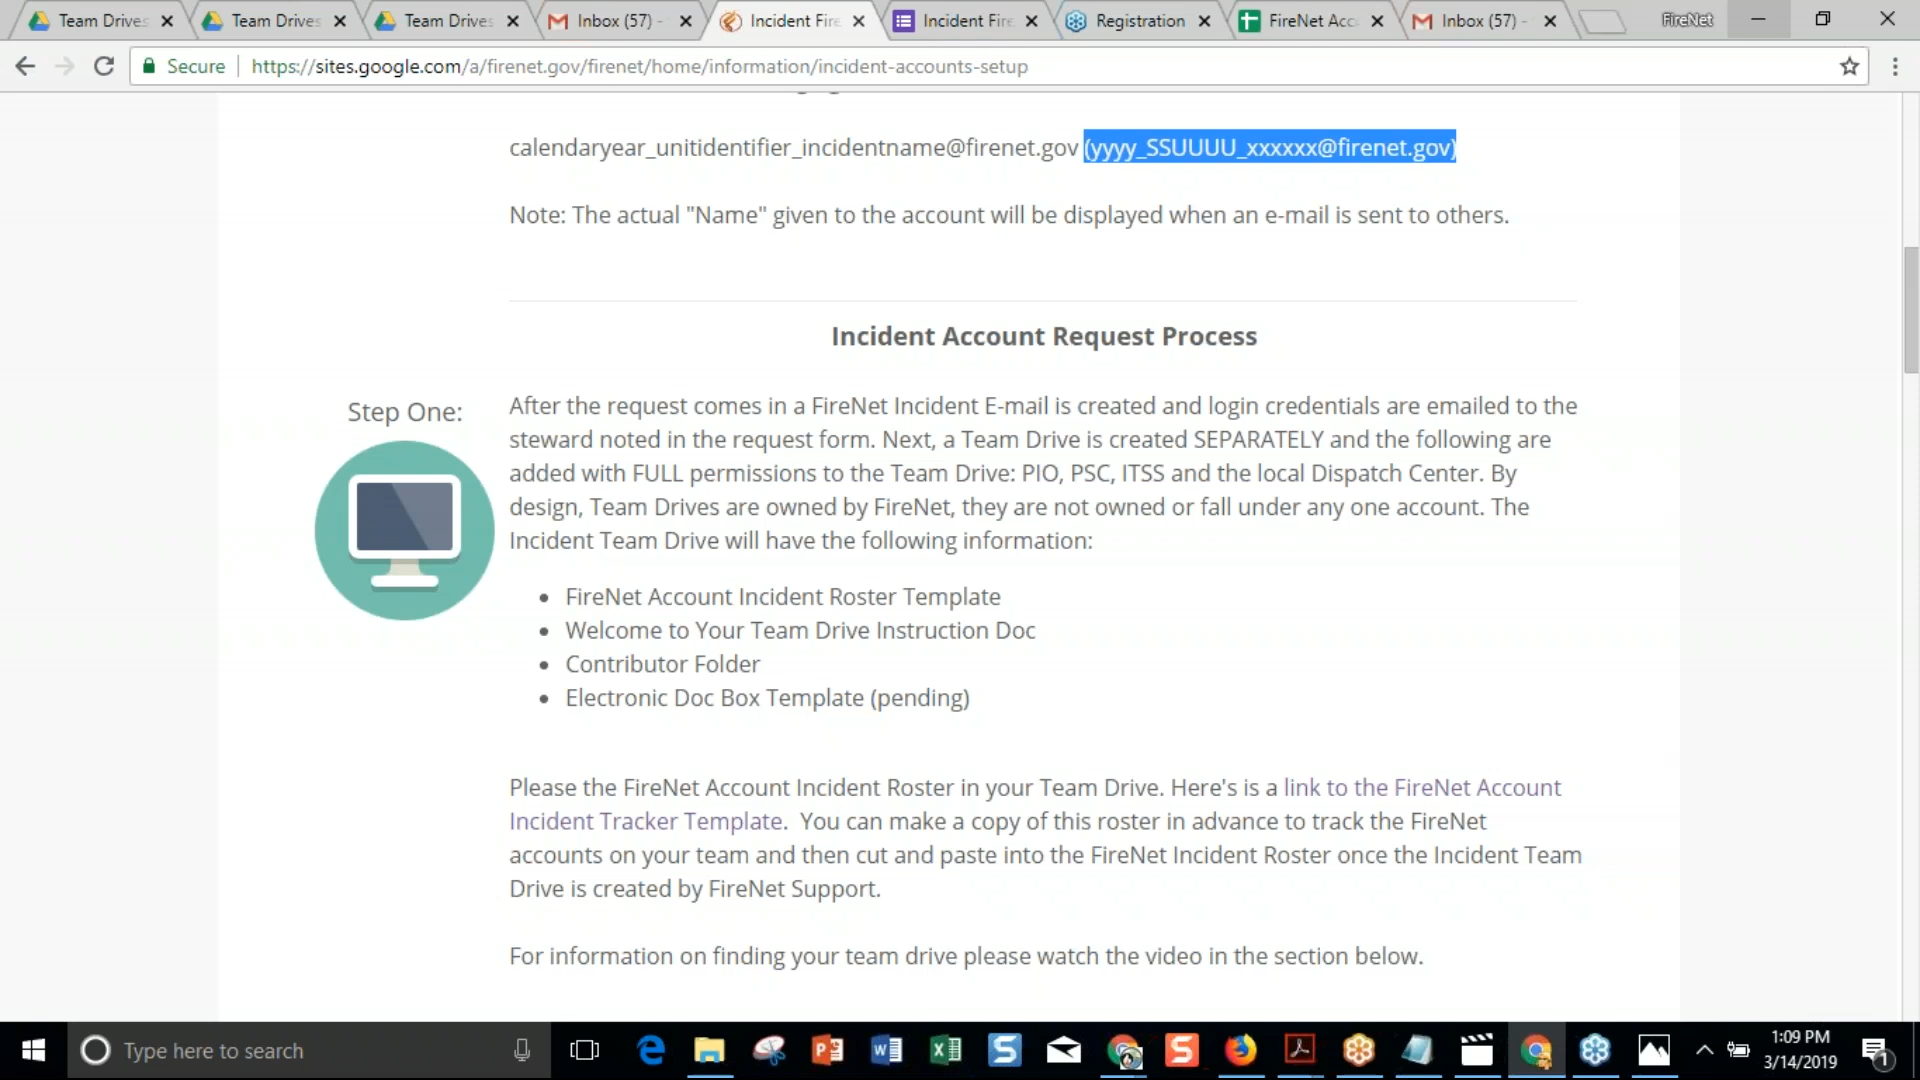 Team Drives
Team Drives
Team Drives
Inbox (57) -
Incident Fire
Incident Fire
Registration
FireNet Acc
Inbox (57) -
FireNet
Secure
https://sites.google.com/a/firenet.gov/firenet/home/information/incident-accounts-setup
calendaryear_unitidentifier_incidentname@firenet.gov (yyyy_SSUUUU_xxxxxx@firenet.gov)
Note: The actual "Name" given to the account will be displayed when an e-mail is sent to others.
Incident Account Request Process
Step One:
After the request comes in a FireNet Incident E-mail is created and login credentials are emailed to the
steward noted in the request form. Next, a Team Drive is created SEPARATELY and the following are
added with FULL permissions to the Team Drive: PIO, PSC, ITSS and the local Dispatch Center. By
design, Team Drives are owned by FireNet, they are not owned or fall under any one account. The
Incident Team Drive will have the following information:
• FireNet Account Incident Roster Template
• Welcome to Your Team Drive Instruction Doc
• Contributor Folder
• Electronic Doc Box Template (pending)
Please the FireNet Account Incident Roster in your Team Drive. Here's is a link to the FireNet Account
Incident Tracker Template. You can make a copy of this roster in advance to track the FireNet
accounts on your team and then cut and paste into the FireNet Incident Roster once the Incident Team
Drive is created by FireNet Support.
For information on finding your team drive please watch the video in the section below.
Type here to search
1:09 PM
3/14/2019
1